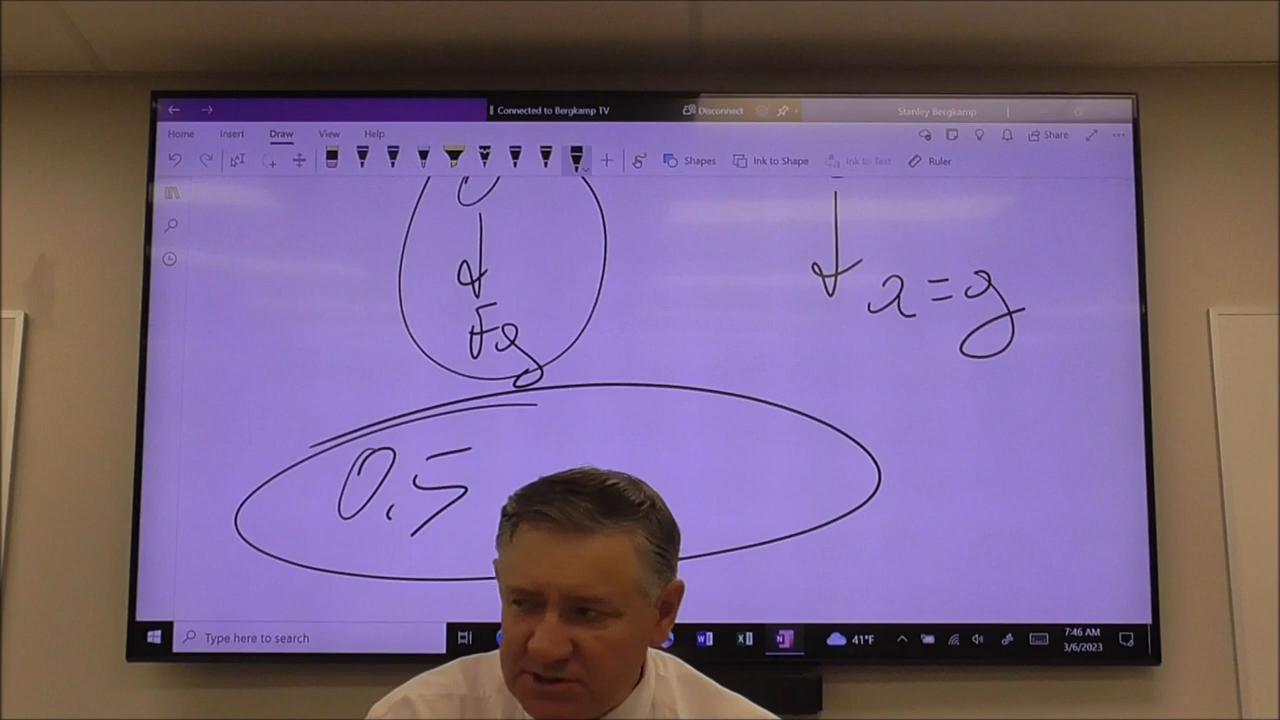 Connected to Bergkamp TV
Disconnect
Stanley Bergkamp
Home Insert Draw View Help
Share
Shapes Ink to Shape Ink to Text Ruler
Fg
a=g
0.5
Type here to search
41°F
7:46 AM
3/6/2023